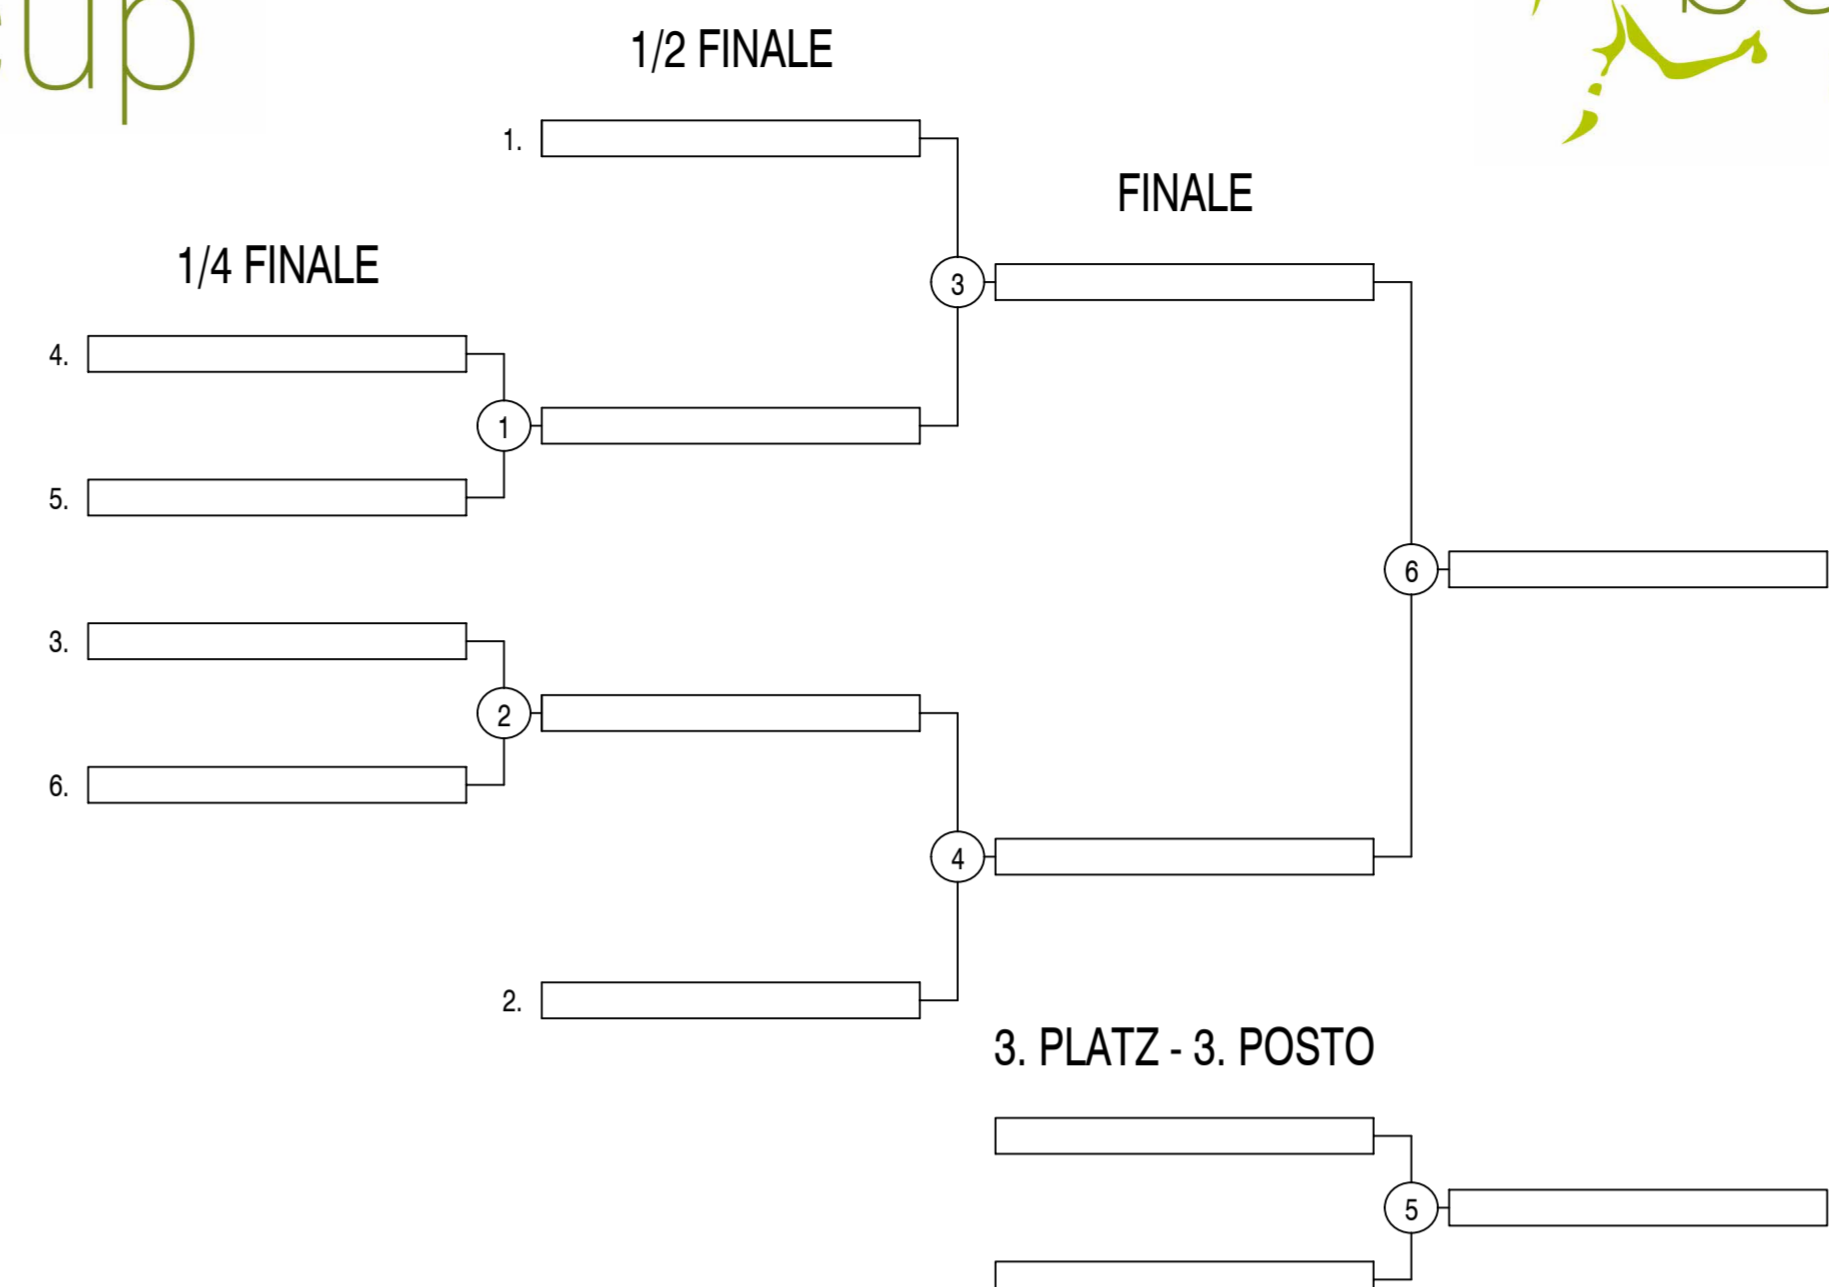 up
1/2 FINALE
1.
FINALE
1/4 FINALE
3
4.
1
5.
6
3.
2
6.
4
2.
3. PLATZ - 3. POSTO
5